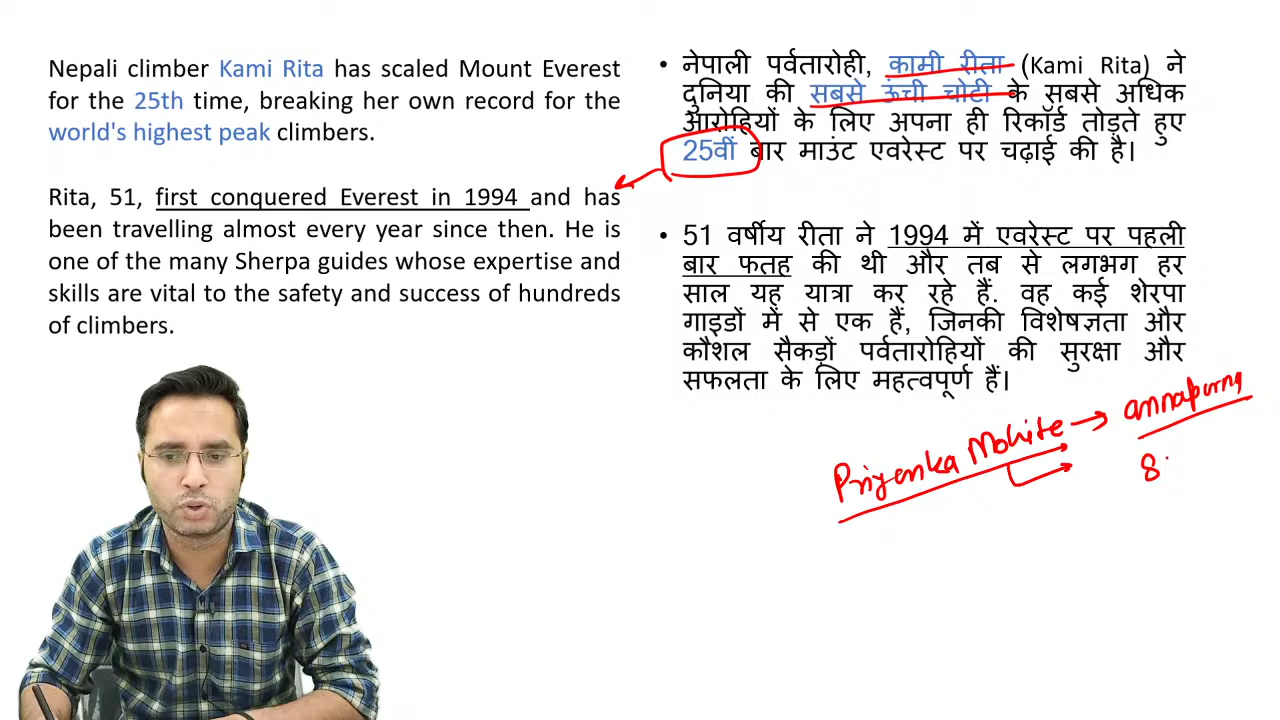 Nepali climber Kami Rita has scaled Mount Everest
for the 25th time, breaking her own record for the
world's highest peak climbers.
Rita, 51, first conquered Everest in 1994 and has
been travelling almost every year since then. He is
one of the many Sherpa guides whose expertise and
skills are vital to the safety and success of hundreds
of climbers.
• नेपाली पर्वतारोही, कामी रीता (Kami Rita) ने
दुनिया की सबसे ऊंची चोटी के सबसे अधिक
आरोहियों के लिए अपना ही रिकॉर्ड तोड़ते हुए
25वीं बार माउंट एवरेस्ट पर चढ़ाई की है।
• 51 वर्षीय रीता ने 1994 में एवरेस्ट पर पहली
बार फतह की थी और तब से लगभग हर
साल यह यात्रा कर रहे हैं. वह कई शेरपा
गाइडों में से एक हैं, जिनकी विशेषज्ञता और
कौशल सैकड़ों पर्वतारोहियों की सुरक्षा और
सफलता के लिए महत्वपूर्ण हैं।
Priyanka Mohite → annapurna
8.